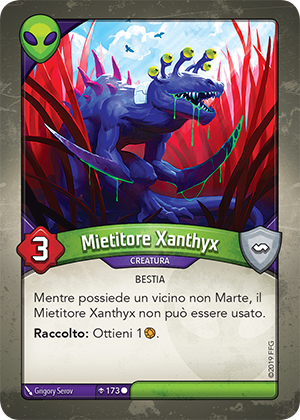 Mietitore Xanthyx
3
CREATURA
BESTIA
Mentre possiede un vicino non Marte, il
Mietitore Xanthyx non può essere usato.
Raccolto: Ottieni 1.
©2019 FFG
Grigory Serov
173